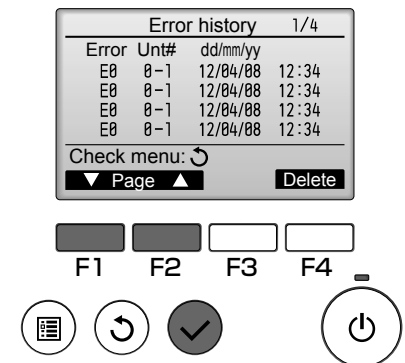 Error history 1/4
Error Unt# dd/mm/yy
E0 0-1 12/04/08 12:34
E0 0-1 12/04/08 12:34
E0 0-1 12/04/08 12:34
E0 0-1 12/04/08 12:34
Check menu:
▼ Page ▲ Delete
F1 F2 F3 F4